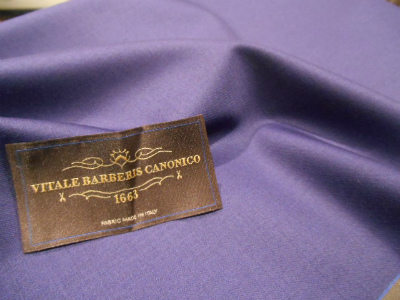 VITALE BARBERIS CANONICO
1663
FABRIC MADE IN ITALY